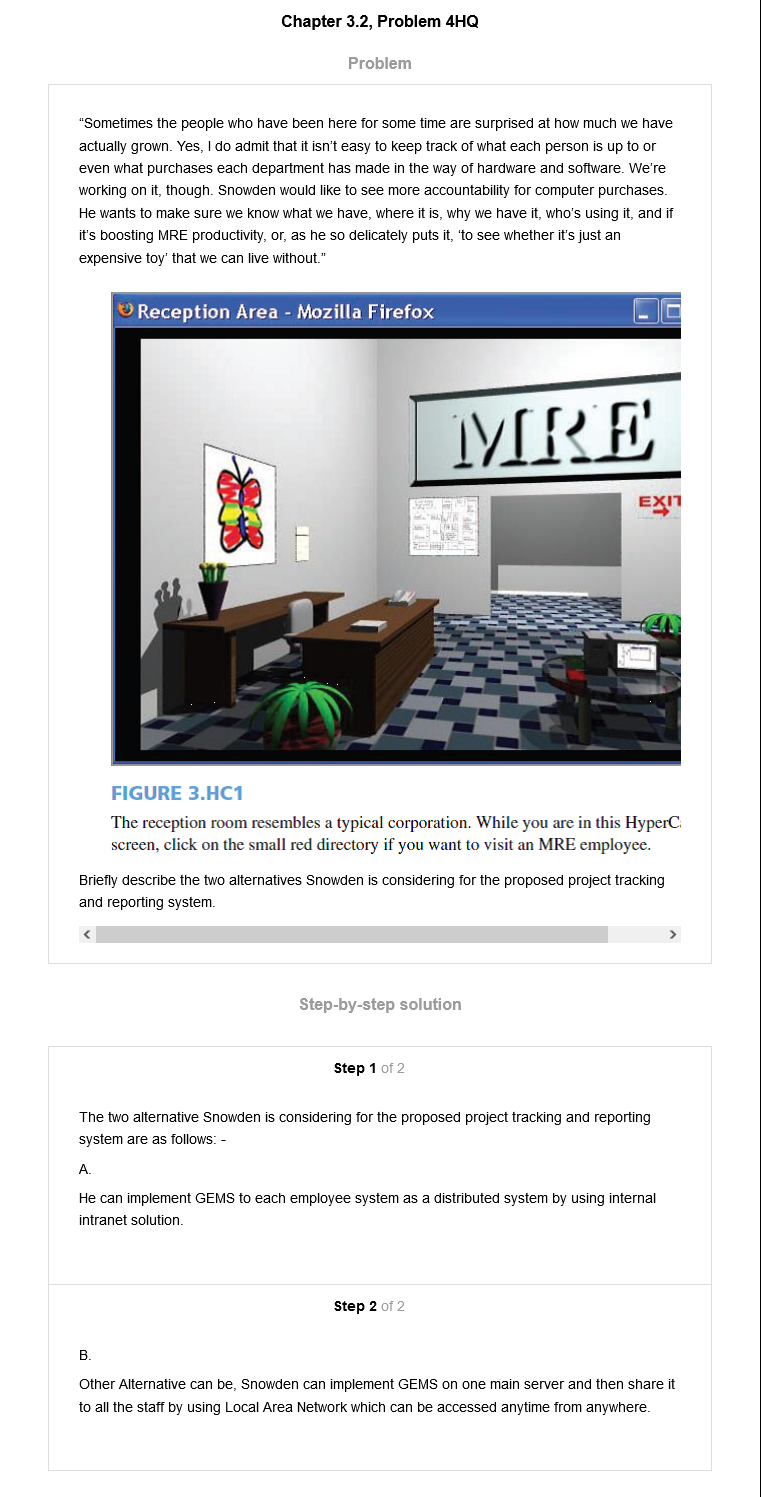 Chapter 3.2, Problem 4HQ
Problem
“Sometimes the people who have been here for some time are surprised at how much we have
actually grown. Yes, I do admit that it isn’t easy to keep track of what each person is up to or
even what purchases each department has made in the way of hardware and software. We’re
working on it, though. Snowden would like to see more accountability for computer purchases.
He wants to make sure we know what we have, where it is, why we have it, who’s using it, and if
it’s boosting MRE productivity, or, as he so delicately puts it, ‘to see whether it’s just an
expensive toy’ that we can live without.”
Reception Area - Mozilla Firefox
MRE
EXIT
FIGURE 3.HC1
The reception room resembles a typical corporation. While you are in this HyperC
screen, click on the small red directory if you want to visit an MRE employee.
Briefly describe the two alternatives Snowden is considering for the proposed project tracking
and reporting system.
Step-by-step solution
Step 1 of 2
The two alternative Snowden is considering for the proposed project tracking and reporting
system are as follows: -
A.
He can implement GEMS to each employee system as a distributed system by using internal
intranet solution.
Step 2 of 2
B.
Other Alternative can be, Snowden can implement GEMS on one main server and then share it
to all the staff by using Local Area Network which can be accessed anytime from anywhere.